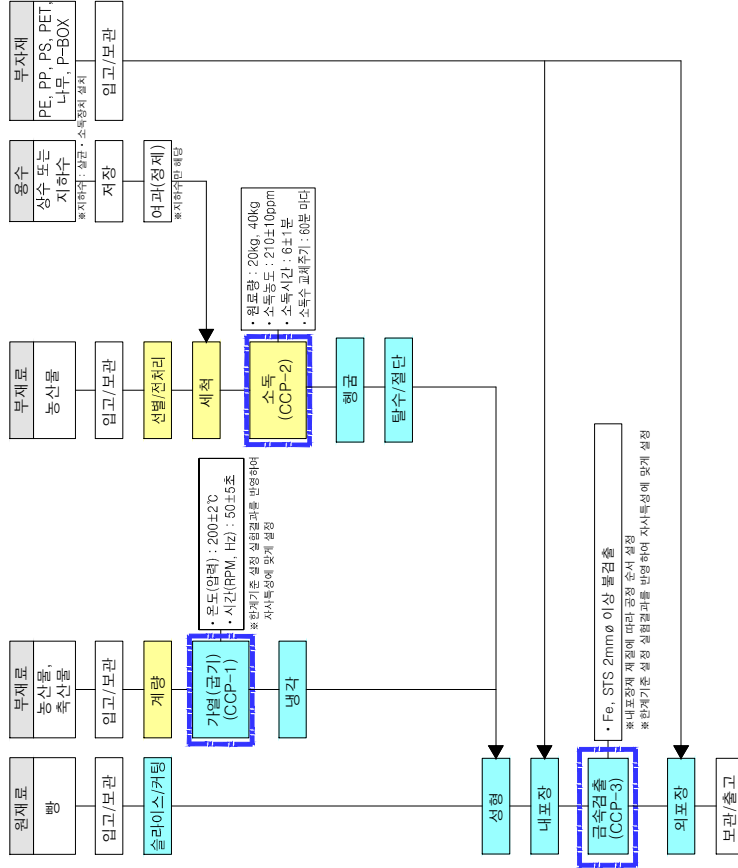 원재료
빵
입고/보관
슬라이스/커팅
부재료
농산물,
축산물
입고/보관
계량
가열(굽기)
(CCP-1)
• 온도(압력) : 200±2℃
• 시간(RPM, Hz) : 50±5초
※한계기준 설정 실험결과를 반영하여
자사특성에 맞게 설정
냉각
부재료
농산물
입고/보관
선별/전처리
세척
소독
(CCP-2)
• 원료량 : 20kg, 40kg
• 소독농도 : 210±10ppm
• 소독시간 : 6±1분
• 소독수 교체주기 : 60분 마다
헹굼
탈수/절단
용수
상수 또는
지하수
※지하수 : 살균 • 소독장치 설치
저장
여과(정제)
※지하수만 해당
부자재
PE, PP, PS, PET,
나무, P-BOX
입고/보관
성형
내포장
금속검출
(CCP-3)
• Fe, STS 2mmø 이상 불검출
※내포장재 재질에 따라 공정 순서 설정
※한계기준 설정 실험결과를 반영하여 자사특성에 맞게 설정
외포장
보관/출고